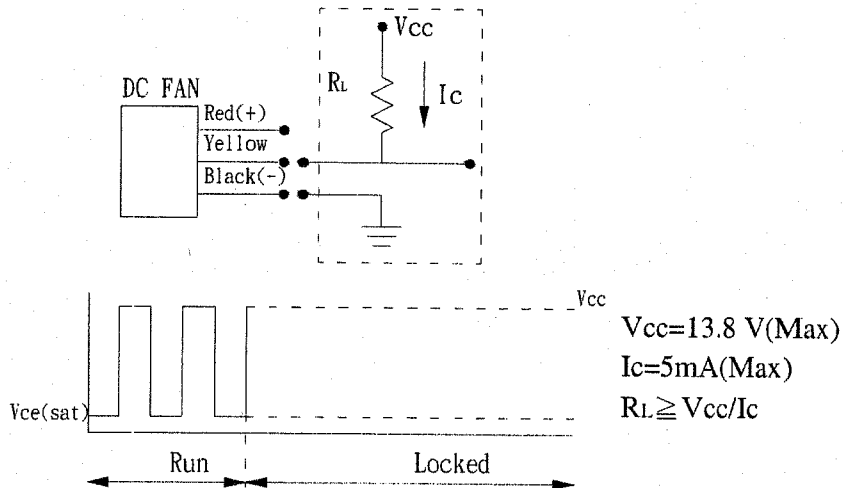 Vcc
DC FAN
RL
Ic
Red(+)
Yellow
Black(-)
Vcc
Vcc=13.8 V(Max)
Ic=5mA(Max)
RL≧Vcc/Ic
Vce(sat)
Run
Locked